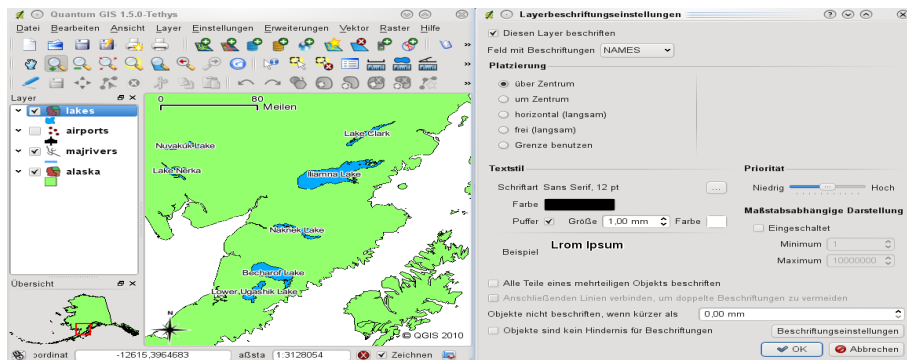 Quantum GIS 1.5.0-Tethys
Datei Bearbeiten Ansicht Layer Einstellungen Erweiterungen Vektor Raster Hilfe
Layer
lakes
airports
majrivers
alaska
Übersicht
0 80
Meilen
Lake Clark
Nuvakuk Lake
Lake Nerka
Iliamna Lake
Naknek Lake
Becharof Lake
Lower Ugashik Lake
N
© QGIS 2010
oordinat -12615,3964683 aßsta 1:3128054 Zeichnen
Layerbeschriftungseinstellungen
Diesen Layer beschriften
Feld mit Beschriftungen NAMES
Platzierung
über Zentrum
um Zentrum
horizontal (langsam)
frei (langsam)
Grenze benutzen
Textstil
Schriftart Sans Serif, 12 pt ...
Farbe
Puffer Größe 1,00 mm Farbe
Beispiel Lrom Ipsum
Priorität
Niedrig Hoch
Maßstabsabhängige Darstellung
Eingeschaltet
Minimum 1
Maximum 10000000
Alle Teile eines mehrteiligen Objekts beschriften
Anschließenden Linien verbinden, um doppelte Beschriftungen zu vermeiden
Objekte nicht beschriften, wenn kürzer als 0,00 mm
Objekte sind kein Hindernis für Beschriftungen
Beschriftungseinstellungen
OK Abbrechen